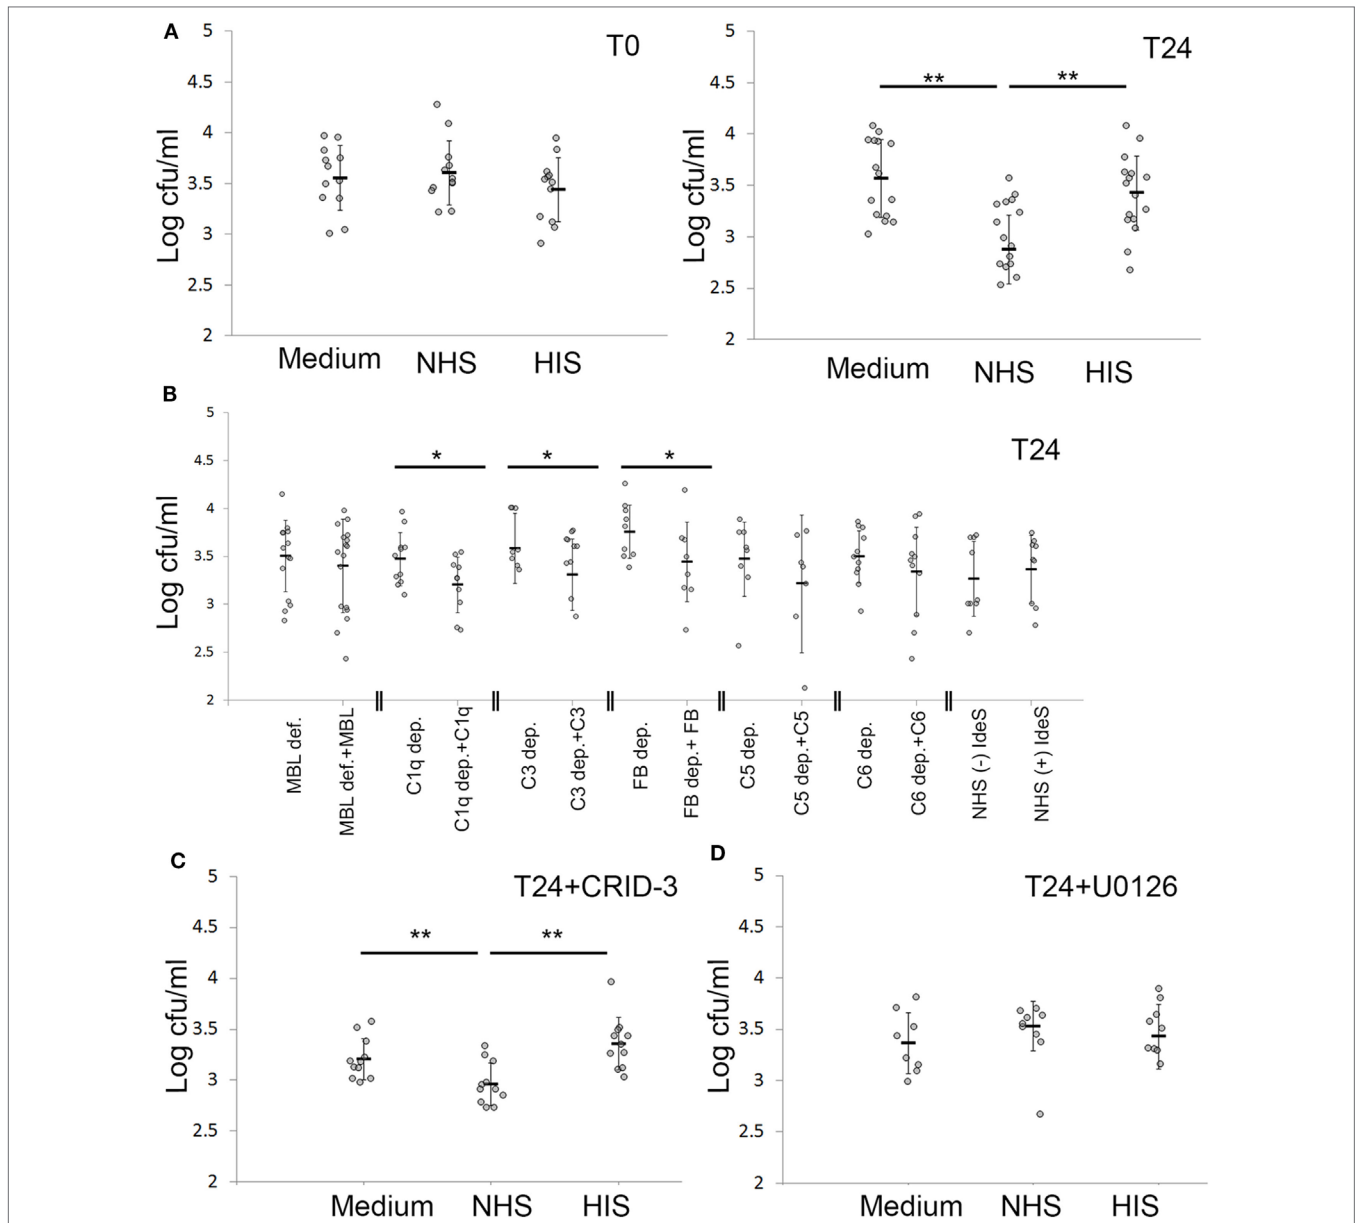 A
T0
Log cfu/ml
5
4.5
4
3.5
3
2.5
2
Medium NHS HIS
T24
** **
Log cfu/ml
5
4.5
4
3.5
3
2.5
2
Medium NHS HIS
B
T24
* * *
Log cfu/ml
5
4.5
4
3.5
3
2.5
2
MBL def.
MBL def.+MBL
C1q dep.
C1q dep.+C1q
C3 dep.
C3 dep.+C3
FB dep.
FB dep.+ FB
C5 dep.
C5 dep.+C5
C6 dep.
C6 dep.+C6
NHS (-) IdeS
NHS (+) IdeS
C
T24+CRID-3
** **
Log cfu/ml
5
4.5
4
3.5
3
2.5
2
Medium NHS HIS
D
T24+U0126
Log cfu/ml
5
4.5
4
3.5
3
2.5
2
Medium NHS HIS